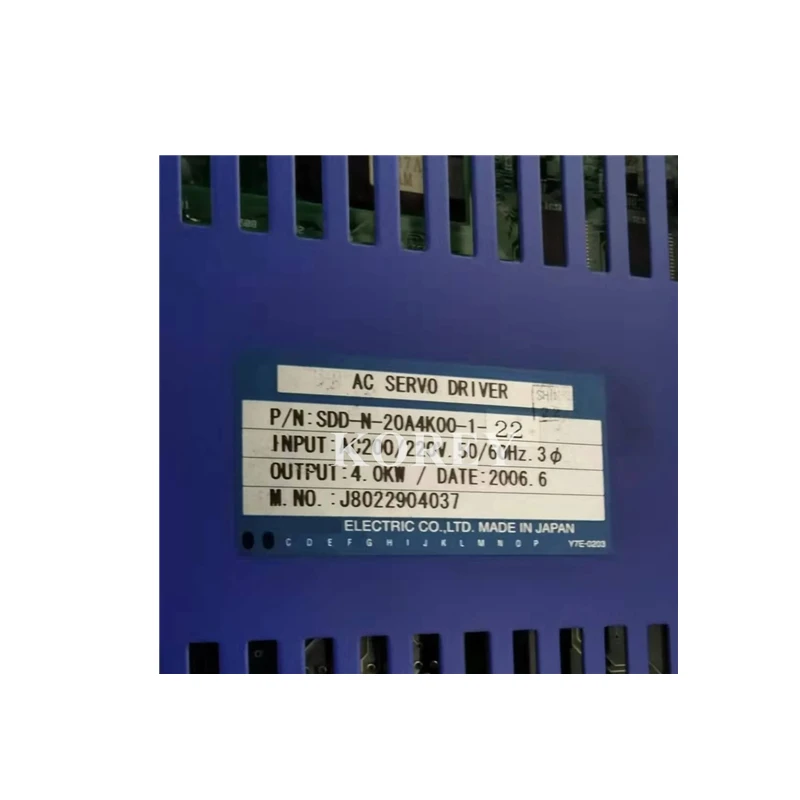 AC SERVO DRIVER
P/N:SDD-N-20A4K00-1-22
INPUT:AC200/220V.50/60Hz.3φ
OUTPUT:4.0KW / DATE:2006.6
M.NO.:J8022904037
ELECTRIC CO.,LTD. MADE IN JAPAN
C D E F G H I J K L M N O P Y7E-0203
KOREY